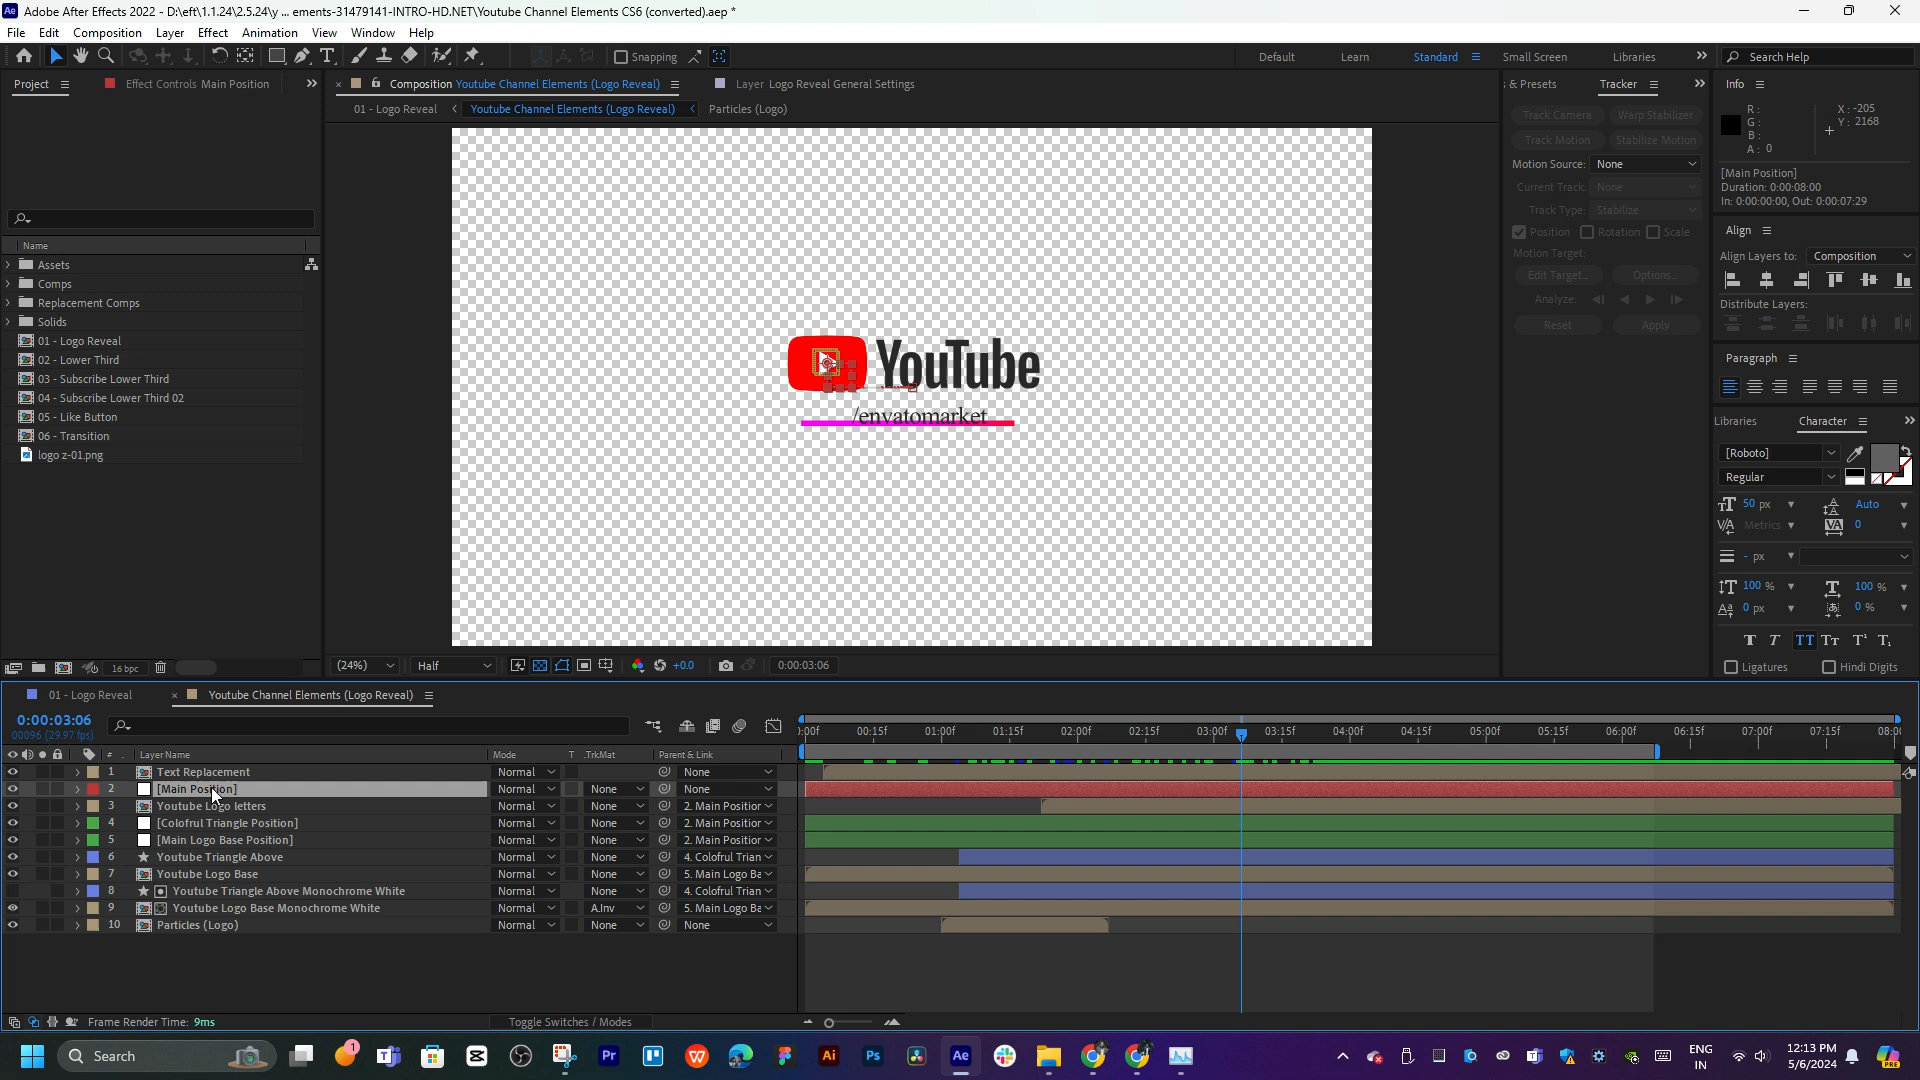 Adobe After Effects 2022 - D:\eft\1.1.24\2.5.24\y ... ements-31479141-INTRO-HD.NET\Youtube Channel Elements CS6 (converted).aep *
File Edit Composition Layer Effect Animation View Window Help
Snapping
Default Learn Standard Small Screen Libraries Search Help
Project Effect Controls Main Position
Composition Youtube Channel Elements (Logo Reveal) Layer Logo Reveal General Settings
01 - Logo Reveal Youtube Channel Elements (Logo Reveal) Particles (Logo)
& Presets Tracker
Track Camera Warp Stabilizer
Track Motion Stabilize Motion
Motion Source: None
Current Track: None
Track Type: Stabilize
Position Rotation Scale
Motion Target:
Edit Target... Options...
Analyze:
Reset Apply
Info
R:
G:
B:
A: 0
X: -205
Y: 2168
[Main Position]
Duration: 0:00:08:00
In: 0:00:00:00, Out: 0:00:07:29
Align
Align Layers to: Composition
Distribute Layers:
Paragraph
Libraries Character
[Roboto]
Regular
50 px Auto
Metrics 0
- px
100 % 100 %
0 px 0 %
Ligatures Hindi Digits
Name
Assets
Comps
Replacement Comps
Solids
01 - Logo Reveal
02 - Lower Third
03 - Subscribe Lower Third
04 - Subscribe Lower Third 02
05 - Like Button
06 - Transition
logo z-01.png
16 bpc
YouTube
/envatomarket
(24%) Half +0.0 0:00:03:06
01 - Logo Reveal Youtube Channel Elements (Logo Reveal)
0:00:03:06
00096 (29.97 fps)
:00f 00:15f 01:00f 01:15f 02:00f 02:15f 03:00f 03:15f 04:00f 04:15f 05:00f 05:15f 06:00f 06:15f 07:00f 07:15f 08:00
# Layer Name Mode T .TrkMat Parent & Link
1 Text Replacement Normal None
2 [Main Position] Normal None None
3 Youtube Logo letters Normal None 2. Main Position
4 [Colofrul Triangle Position] Normal None 2. Main Position
5 [Main Logo Base Position] Normal None 2. Main Position
6 Youtube Triangle Above Normal None 4. Colofrul Trian
7 Youtube Logo Base Normal None 5. Main Logo Ba
8 Youtube Triangle Above Monochrome White Normal None 4. Colofrul Trian
9 Youtube Logo Base Monochrome White Normal A.Inv 5. Main Logo Ba
10 Particles (Logo) Normal None None
Frame Render Time: 9ms Toggle Switches / Modes
Search
ENG
IN
12:13 PM
5/6/2024